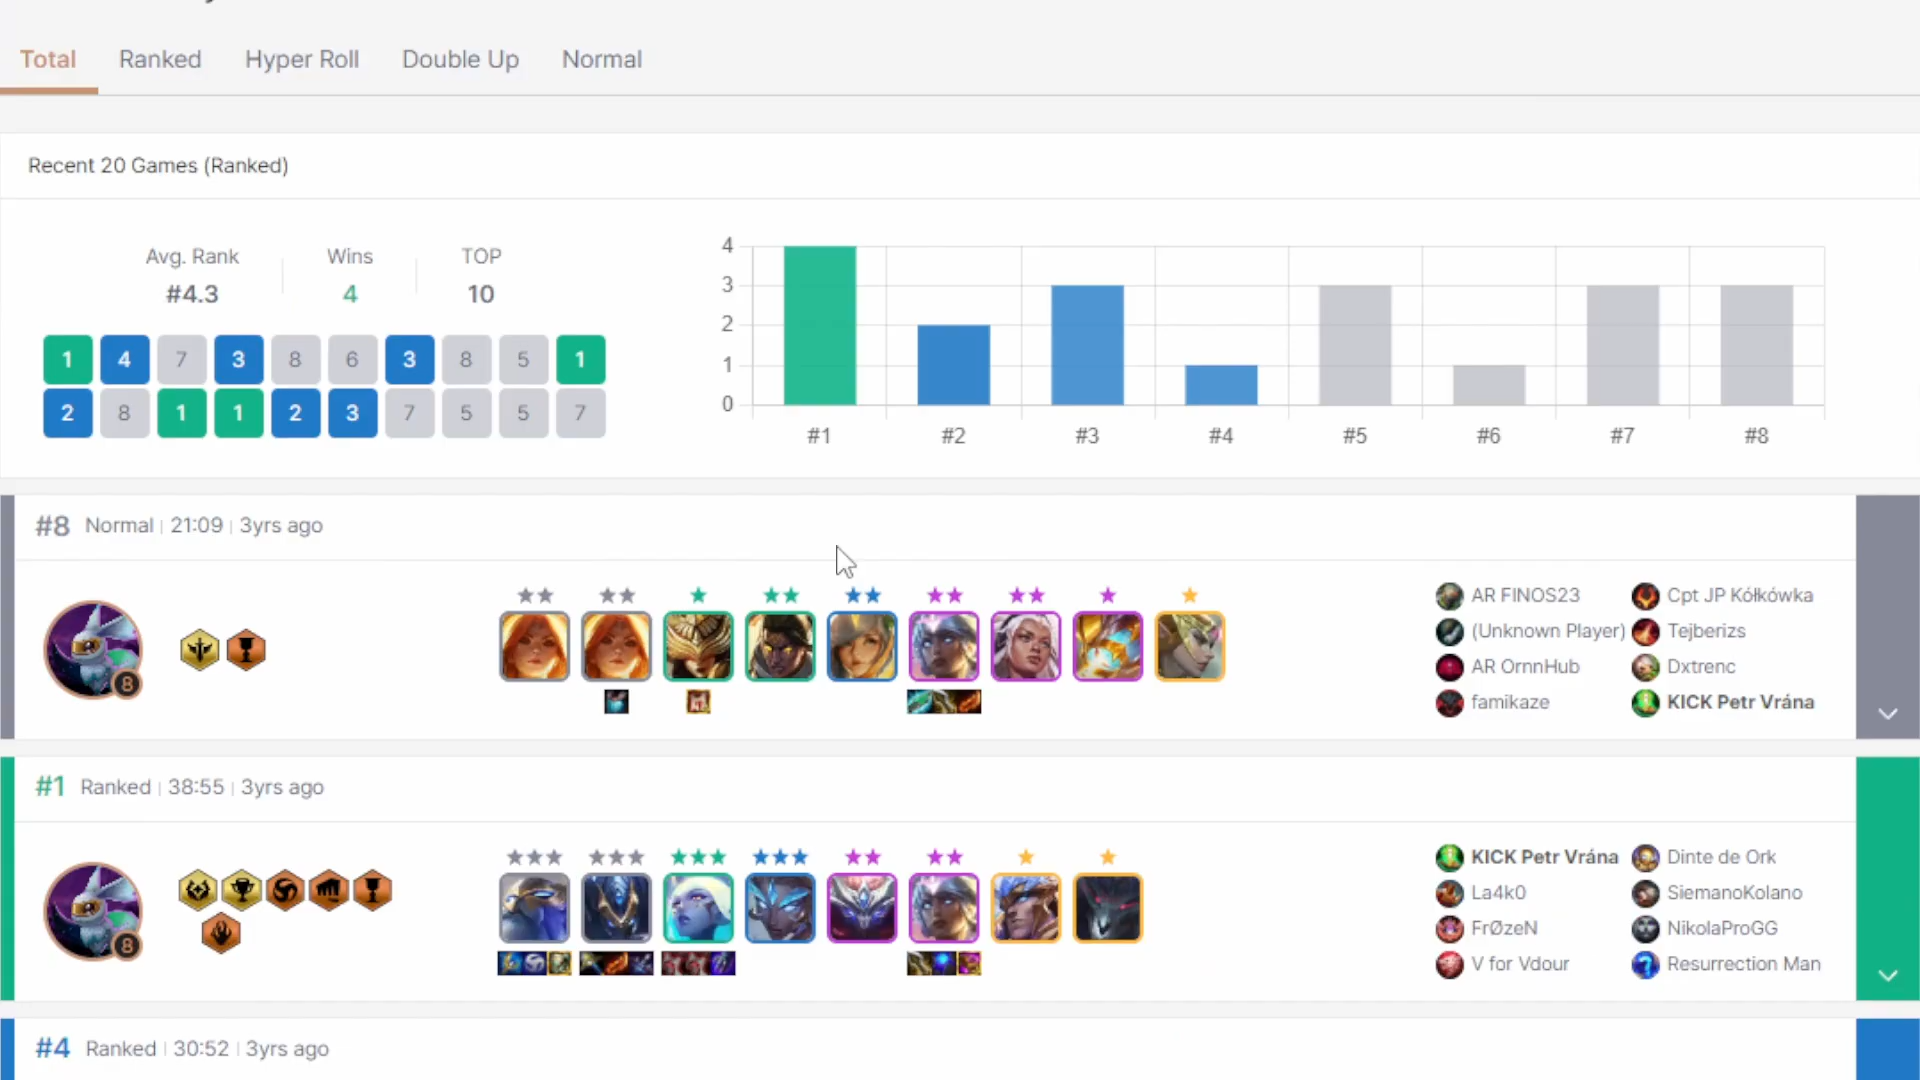 Total Ranked Hyper Roll Double Up Normal
Recent 20 Games (Ranked)
Avg. Rank Wins TOP
#4.3 4 10
1 4 7 3 8 6 3 8 5 1
2 8 1 1 2 3 7 5 5 7
4
3
2
1
0
#1 #2 #3 #4 #5 #6 #7 #8
#8 Normal | 21:09 | 3yrs ago
8
AR FINOS23 Cpt JP Kółkówka
(Unknown Player) Tejberizs
AR OrnnHub Dxtrenc
famikaze KICK Petr Vrána
#1 Ranked | 38:55 | 3yrs ago
8
KICK Petr Vrána Dinte de Ork
La4k0 SiemanoKolano
FrØzeN NikolaProGG
V for Vdour Resurrection Man
#4 Ranked | 30:52 | 3yrs ago